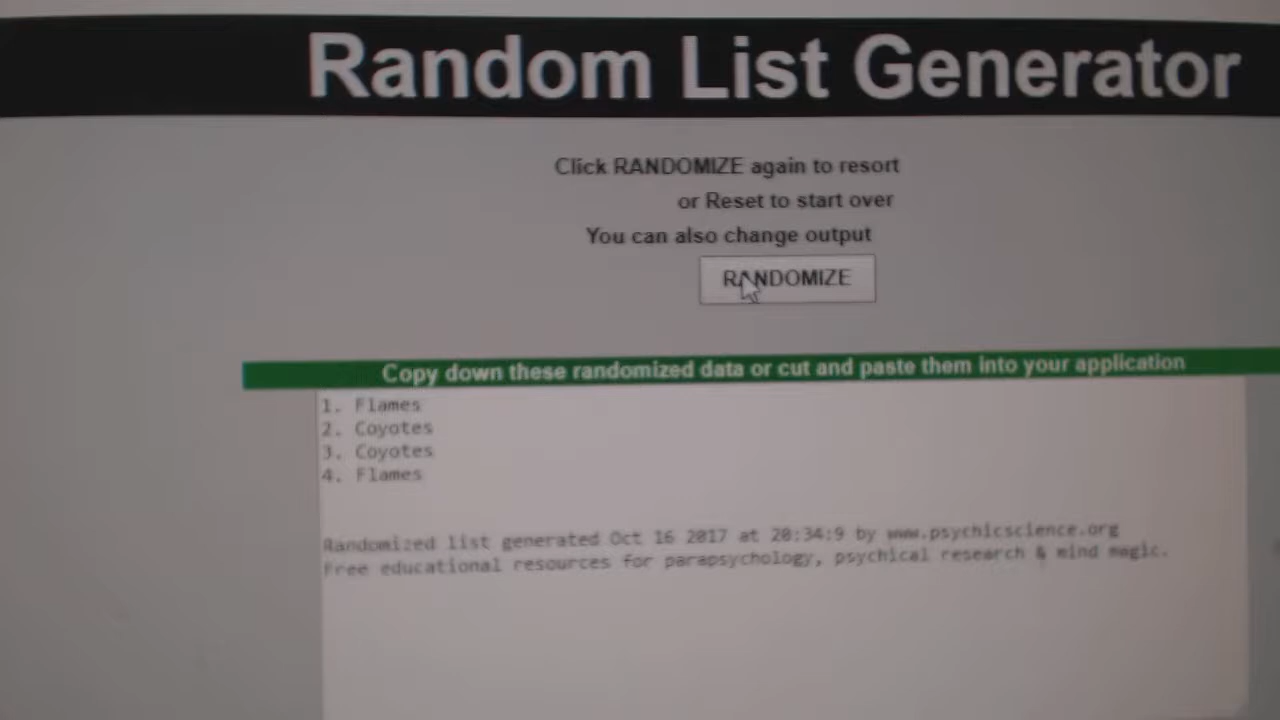 Random List Generator
Click RANDOMIZE again to resort
or Reset to start over
You can also change output
RANDOMIZE
Copy down these randomized data or cut and paste them into your application
1. Flames
2. Coyotes
3. Coyotes
4. Flames
Randomized list generated Oct 16 2017 at 20:34:9 by www.psychicscience.org
Free educational resources for parapsychology, psychical research & mind magic.